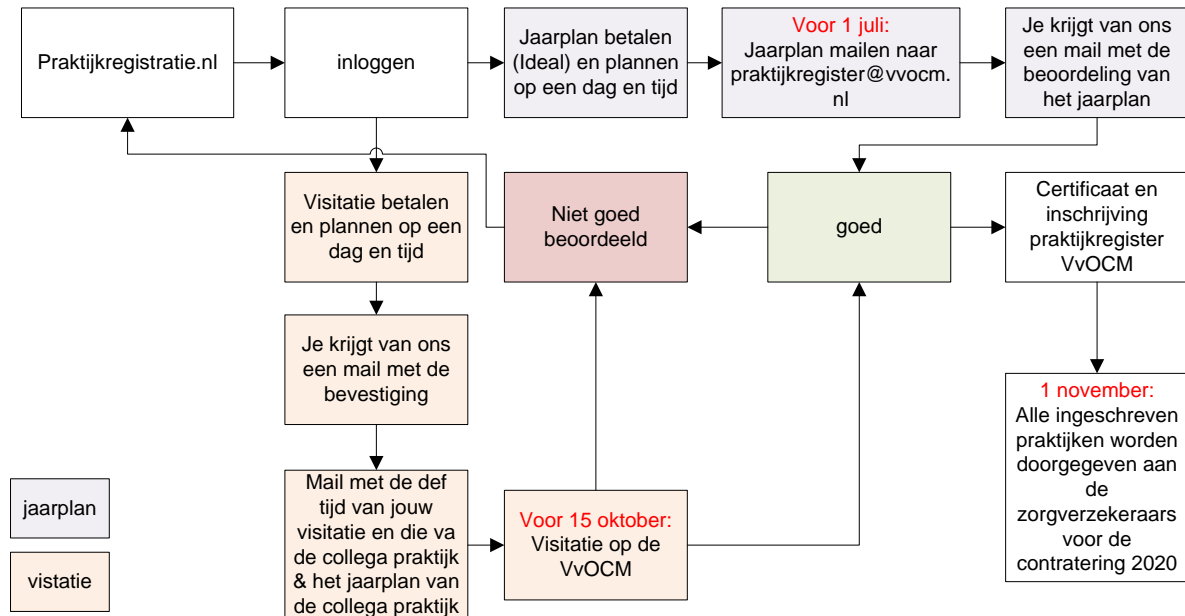 Praktijkregistratie.nl
inloggen
Jaarplan betalen
(Ideal) en plannen
op een dag en tijd
Voor 1 juli:
Jaarplan mailen naar
praktijkregister@vvocm.
nl
Je krijgt van ons
een mail met de
beoordeling van
het jaarplan
Visitatie betalen
en plannen op een
dag en tijd
Niet goed
beoordeeld
goed
Certificaat en
inschrijving
praktijkregister
VvOCM
Je krijgt van ons
een mail met de
bevestiging
1 november:
Alle ingeschreven
praktijken worden
doorgegeven aan
de
zorgverzekeraars
voor de
contratering 2020
Mail met de def
tijd van jouw
visitatie en die va
de collega praktijk
& het jaarplan van
de collega praktijk
Voor 15 oktober:
Visitatie op de
VvOCM
jaarplan
vistatie